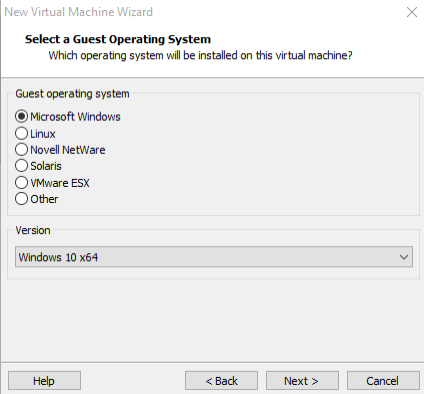 New Virtual Machine Wizard
Select a Guest Operating System
Which operating system will be installed on this virtual machine?
Guest operating system
Microsoft Windows
Linux
Novell NetWare
Solaris
VMware ESX
Other
Version
Windows 10 x64
Help
< Back
Next >
Cancel